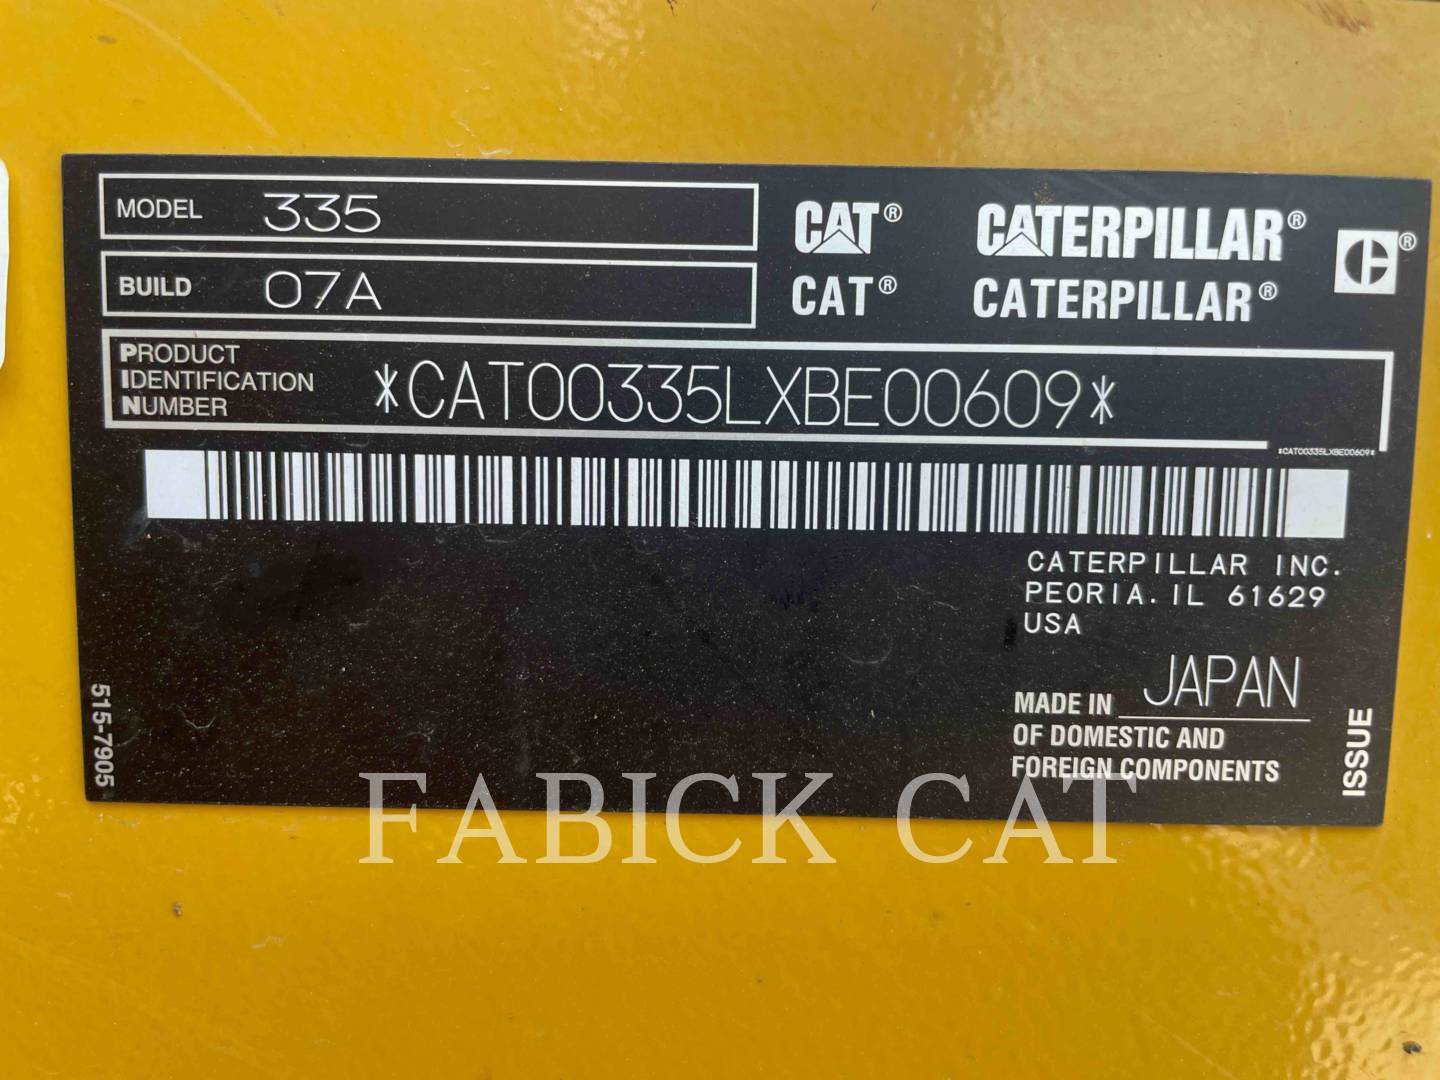 MODEL 335
BUILD 07A
CAT® CATERPILLAR®
CAT® CATERPILLAR®
®
PRODUCT
IDENTIFICATION
NUMBER
*CAT00335LXBE00609*
*CAT00335LXBE00609*
CATERPILLAR INC.
PEORIA. IL 61629
USA
MADE IN JAPAN
OF DOMESTIC AND
FOREIGN COMPONENTS
ISSUE
515-7905
FABICK CAT